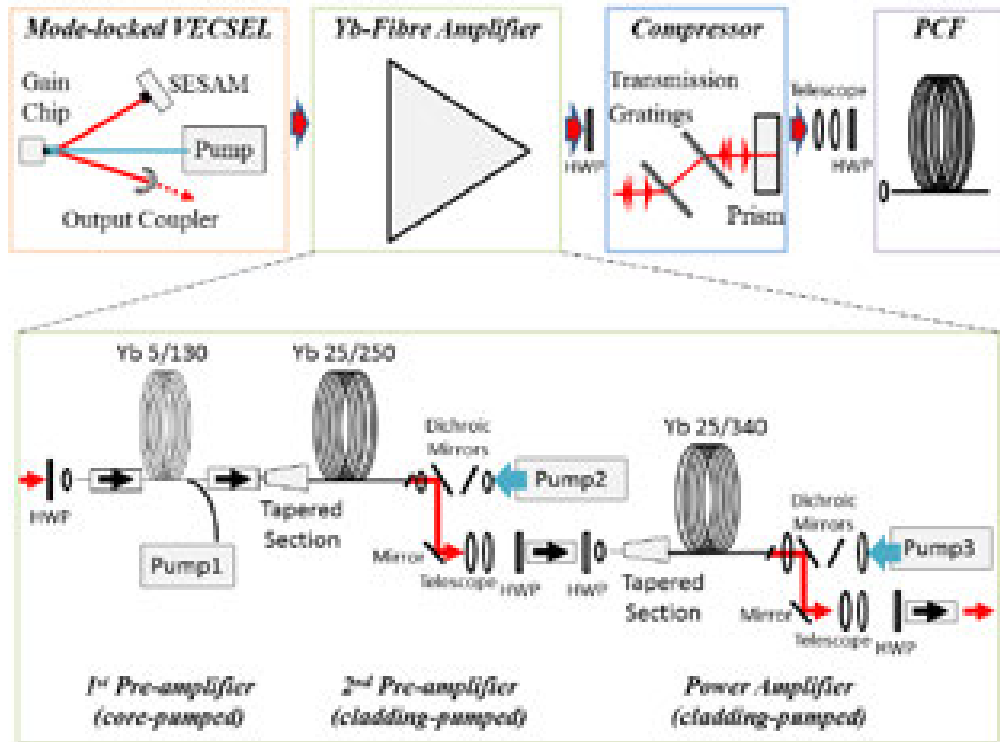 Mode-locked VECSEL
Gain
Chip
SESAM
Pump
Output Coupler
Yb-Fibre Amplifier
HWP
Compressor
Transmission
Gratings
Prism
Telescope
HWP
PCF
Yb 5/130
HWP
Pump1
Tapered
Section
Yb 25/250
Dichroic
Mirrors
Pump2
Mirror
Telescope
HWP
HWP
Tapered
Section
Yb 25/340
Dichroic
Mirrors
Pump3
Mirror
Telescope
HWP
1st Pre-amplifier
(core-pumped)
2nd Pre-amplifier
(cladding-pumped)
Power Amplifier
(cladding-pumped)